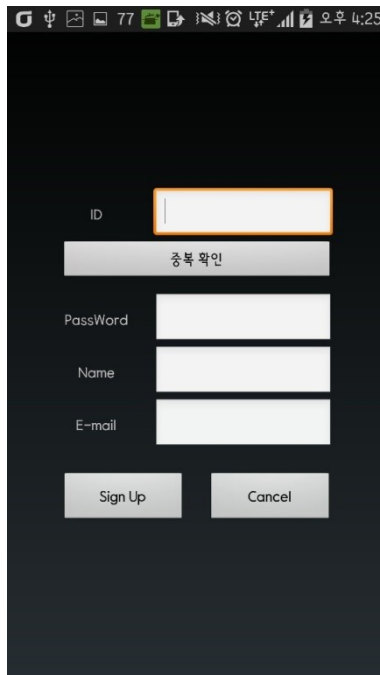 77 LTE+ 오후 4:25
ID
중복 확인
PassWord
Name
E-mail
Sign Up Cancel